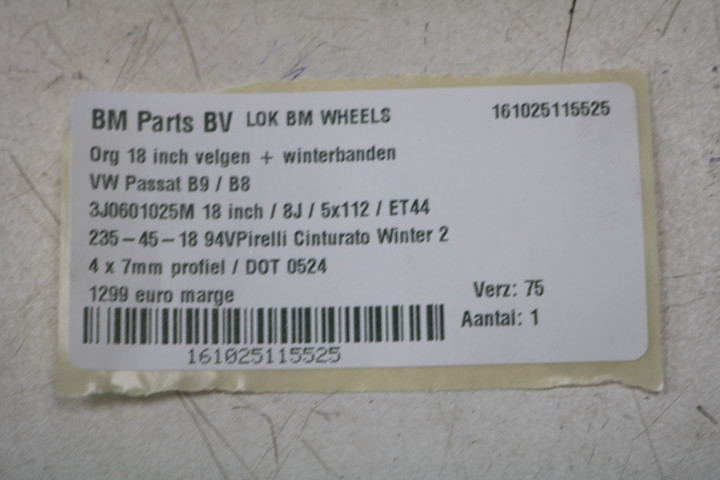 BM Parts BV LOK BM WHEELS 161025115525
Org 18 inch velgen + winterbanden
VW Passat B9 / B8
3J0601025M 18 inch / 8J / 5x112 / ET44
235-45-18 94VPirelli Cinturato Winter 2
4 x 7mm profiel / DOT 0524
1299 euro marge
Verz: 75
Aantal: 1
161025115525